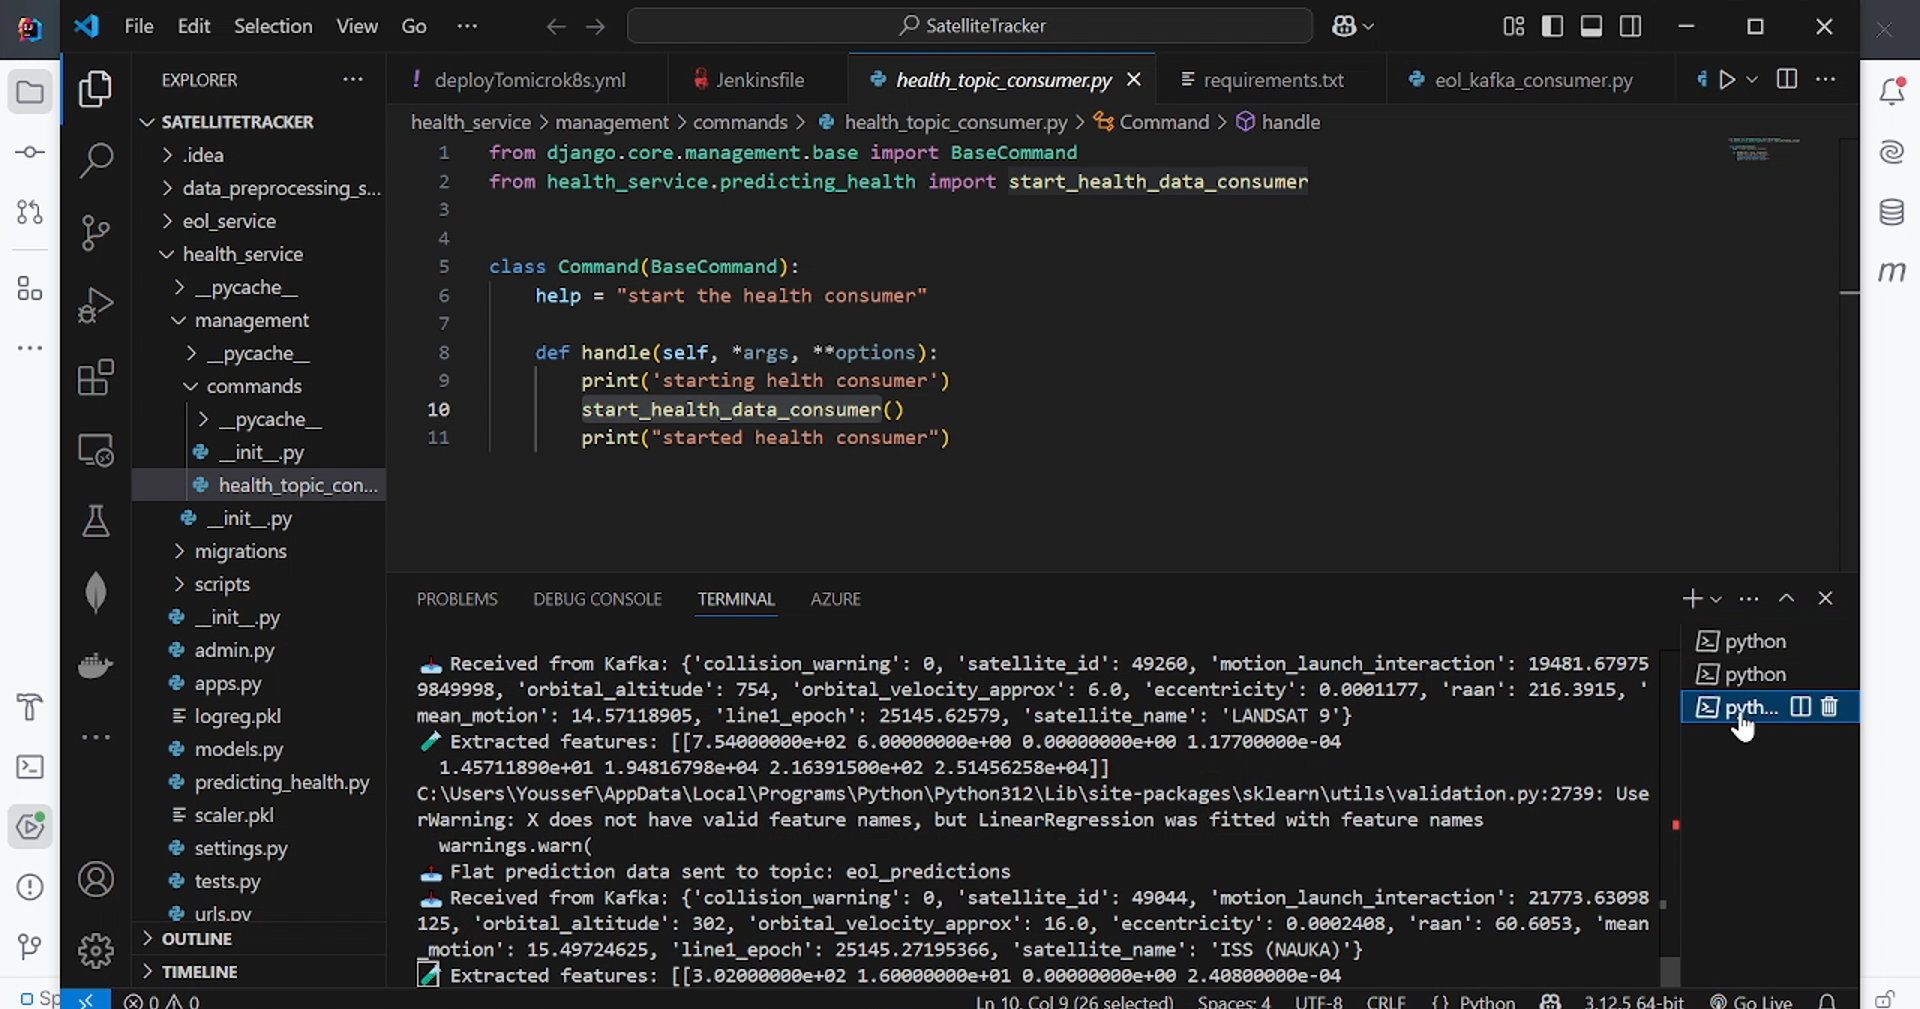 File Edit Selection View Go ··· SatelliteTracker
EXPLORER ···
SATELLITETRACKER
.idea
data_preprocessing_s...
eol_service
health_service
__pycache__
management
__pycache__
commands
__pycache__
__init__.py
health_topic_con...
__init__.py
migrations
scripts
__init__.py
admin.py
apps.py
logreg.pkl
models.py
predicting_health.py
scaler.pkl
settings.py
tests.py
urls.py
OUTLINE
TIMELINE
deployTomicrok8s.yml Jenkinsfile health_topic_consumer.py requirements.txt eol_kafka_consumer.py
health_service > management > commands > health_topic_consumer.py > Command > handle
1 from django.core.management.base import BaseCommand
2 from health_service.predicting_health import start_health_data_consumer
3
4
5 class Command(BaseCommand):
6 help = "start the health consumer"
7
8 def handle(self, *args, **options):
9 print('starting helth consumer')
10 start_health_data_consumer()
11 print("started health consumer")
PROBLEMS DEBUG CONSOLE TERMINAL AZURE
Received from Kafka: {'collision_warning': 0, 'satellite_id': 49260, 'motion_launch_interaction': 19481.67975
9849998, 'orbital_altitude': 754, 'orbital_velocity_approx': 6.0, 'eccentricity': 0.0001177, 'raan': 216.3915, '
mean_motion': 14.57118905, 'line1_epoch': 25145.62579, 'satellite_name': 'LANDSAT 9'}
Extracted features: [[7.54000000e+02 6.00000000e+00 0.00000000e+00 1.17700000e-04
1.45711890e+01 1.94816798e+04 2.16391500e+02 2.51456258e+04]]
C:\Users\Youssef\AppData\Local\Programs\Python\Python312\Lib\site-packages\sklearn\utils\validation.py:2739: Use
rWarning: X does not have valid feature names, but LinearRegression was fitted with feature names
warnings.warn(
Flat prediction data sent to topic: eol_predictions
Received from Kafka: {'collision_warning': 0, 'satellite_id': 49044, 'motion_launch_interaction': 21773.63098
125, 'orbital_altitude': 302, 'orbital_velocity_approx': 16.0, 'eccentricity': 0.0002408, 'raan': 60.6053, 'mean
_motion': 15.49724625, 'line1_epoch': 25145.27195366, 'satellite_name': 'ISS (NAUKA)'}
Extracted features: [[3.02000000e+02 1.60000000e+01 0.00000000e+00 2.40800000e-04
python
python
pyth...
m
Sp
0 0 Ln 10, Col 9 (26 selected) Spaces: 4 UTF-8 CRLF {} Python 3.12.5 64-bit Go Live